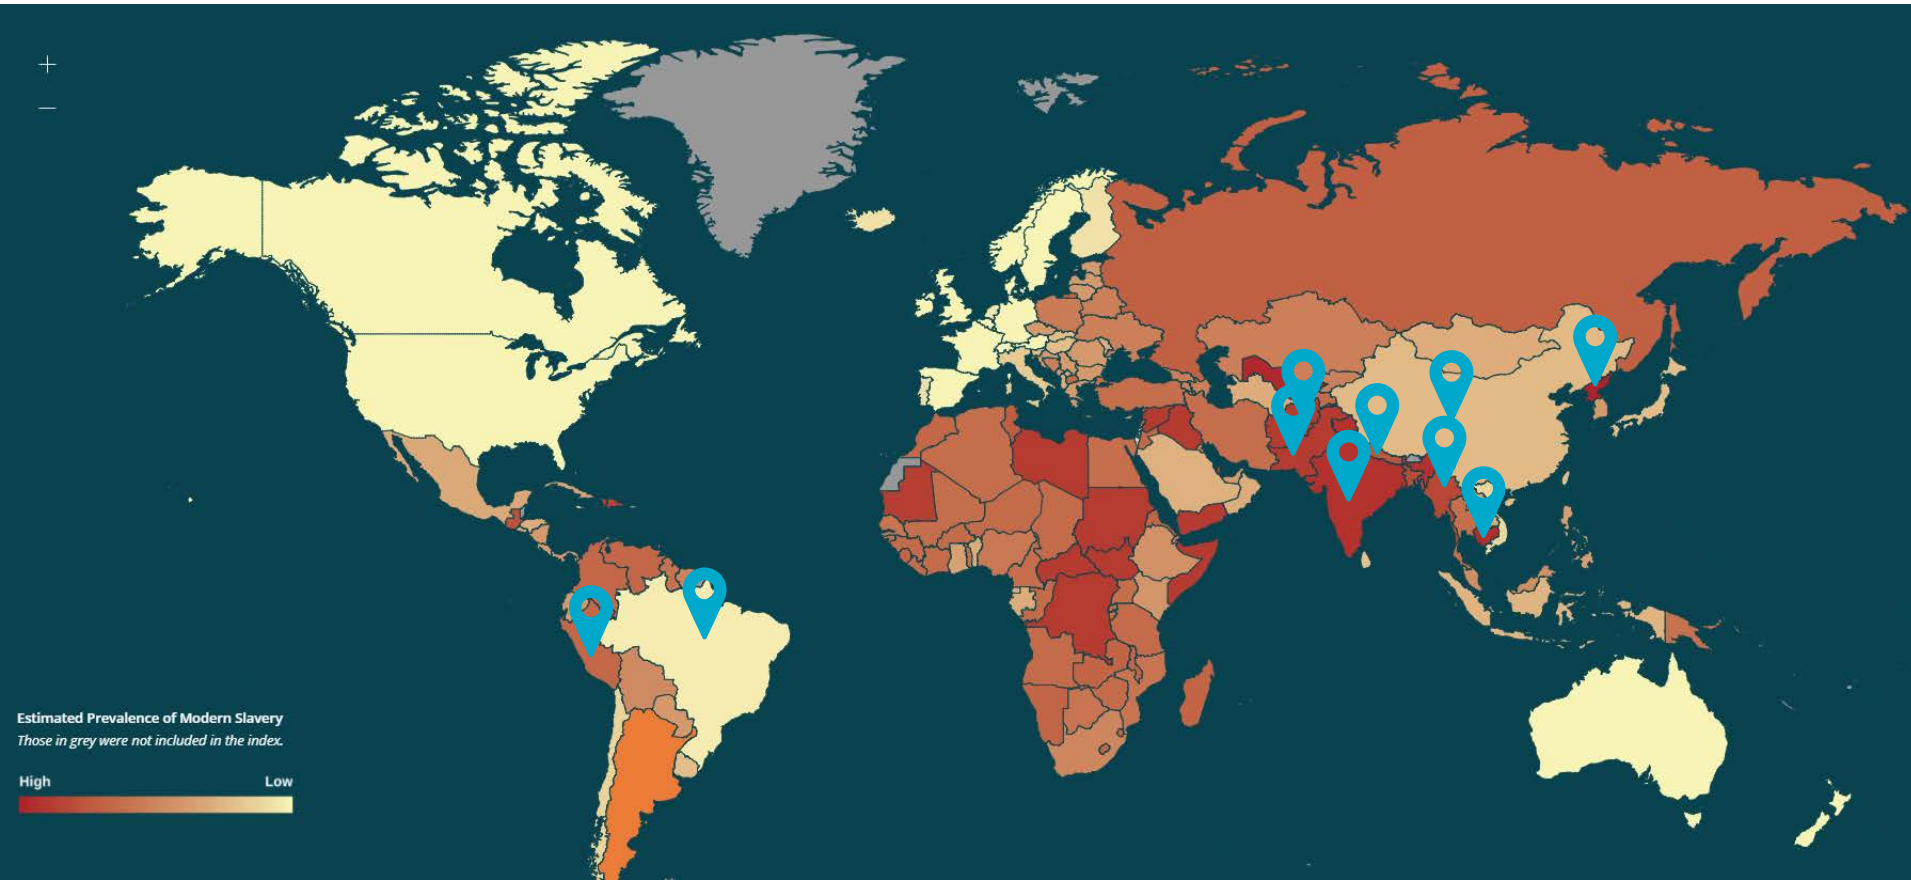 Estimated Prevalence of Modern Slavery
Those in grey were not included in the index.
High Low